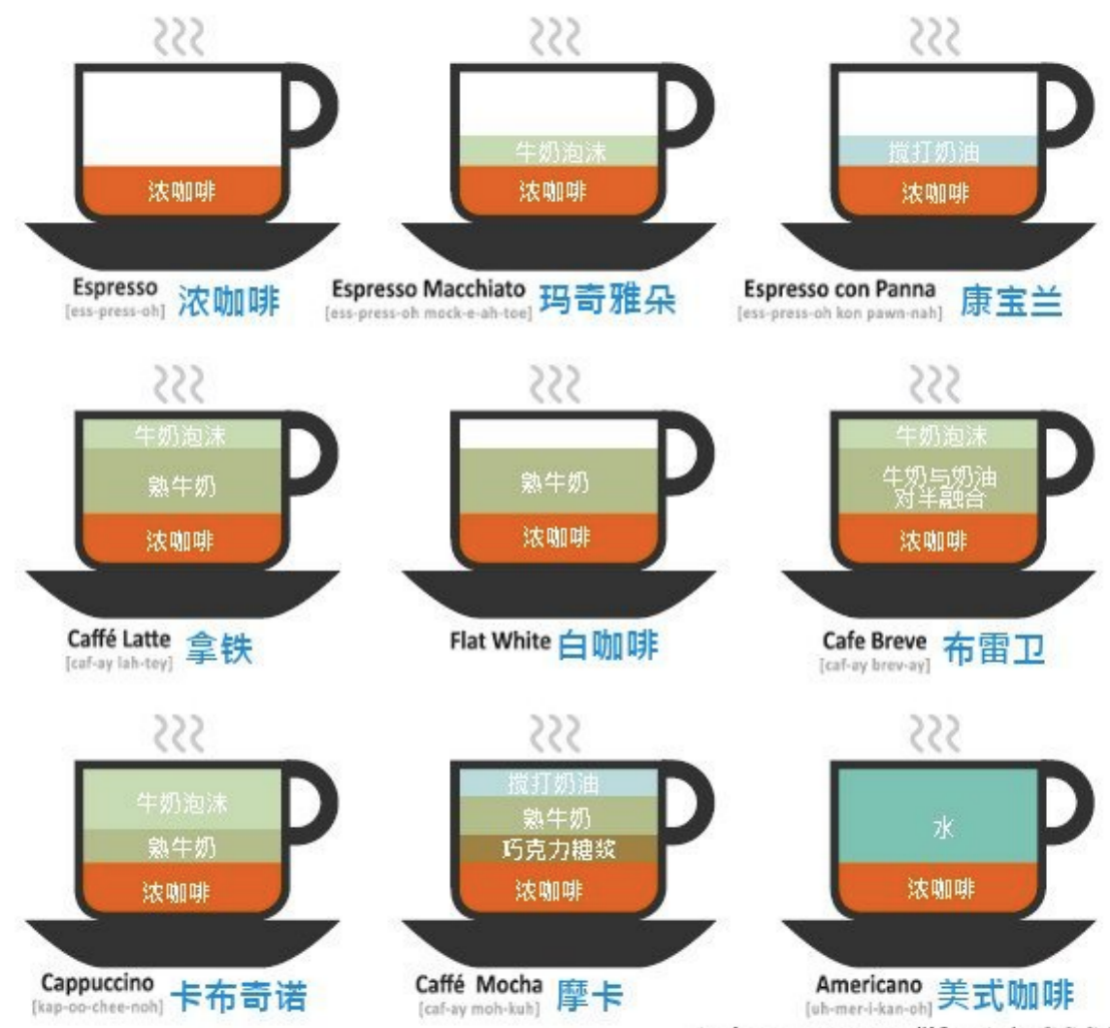 浓咖啡
Espresso
[ess-press-oh]
浓咖啡
牛奶泡沫
浓咖啡
Espresso Macchiato
[ess-press-oh mock-e-ah-toe]
玛奇雅朵
搅打奶油
浓咖啡
Espresso con Panna
[ess-press-oh kon pawn-nah]
康宝兰
牛奶泡沫
熟牛奶
浓咖啡
Caffé Latte
[caf-ay lah-tey]
拿铁
熟牛奶
浓咖啡
Flat White
白咖啡
牛奶泡沫
牛奶与奶油
对半融合
浓咖啡
Cafe Breve
[caf-ay brev-ay]
布雷卫
牛奶泡沫
熟牛奶
浓咖啡
Cappuccino
[kap-oo-chee-noh]
卡布奇诺
搅打奶油
熟牛奶
巧克力糖浆
浓咖啡
Caffé Mocha
[caf-ay moh-kuh]
摩卡
水
浓咖啡
Americano
[uh-mer-i-kan-oh]
美式咖啡